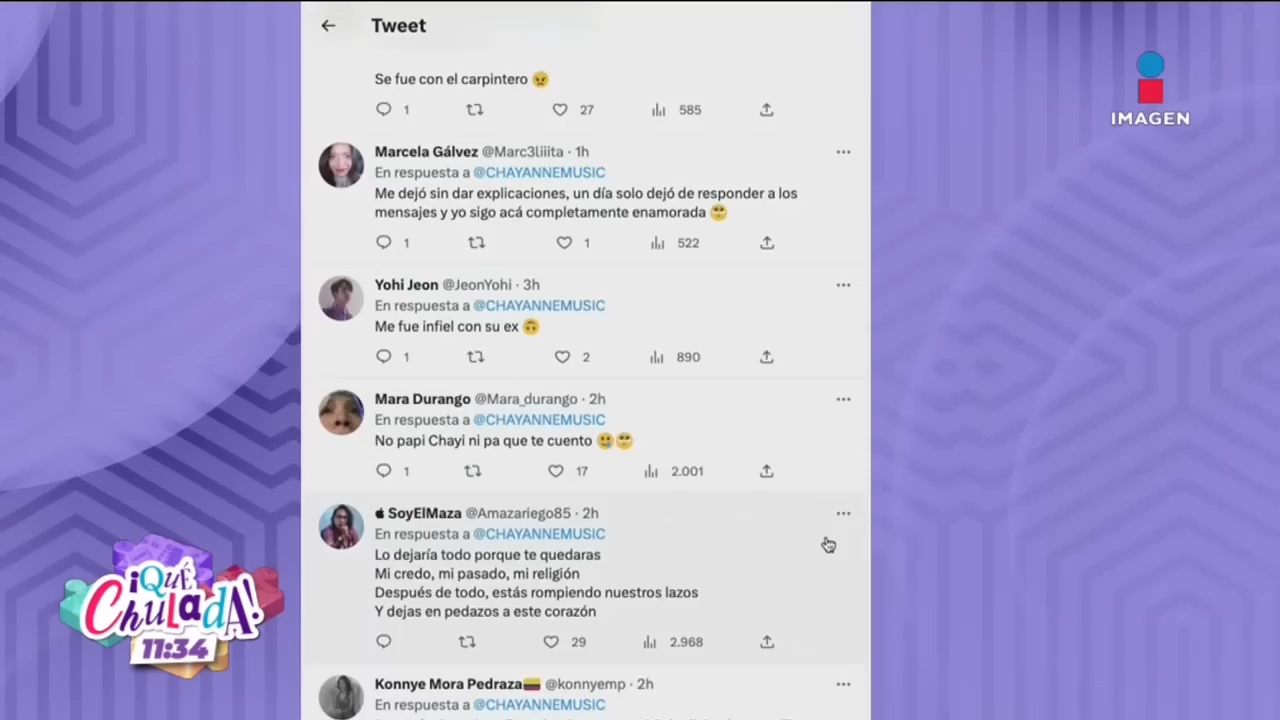 Tweet
Se fue con el carpintero 😠
1 27 585
Marcela Gálvez @Marc3liiita · 1h
En respuesta a @CHAYANNEMUSIC
Me dejó sin dar explicaciones, un día solo dejó de responder a los
mensajes y yo sigo acá completamente enamorada 🥺
1 1 522
Yohi Jeon @JeonYohi · 3h
En respuesta a @CHAYANNEMUSIC
Me fue infiel con su ex 🙃
1 2 890
Mara Durango @Mara_durango · 2h
En respuesta a @CHAYANNEMUSIC
No papi Chayi ni pa que te cuento 🥲🥺
1 17 2.001
SoyElMaza @Amazariego85 · 2h
En respuesta a @CHAYANNEMUSIC
Lo dejaría todo porque te quedaras
Mi credo, mi pasado, mi religión
Después de todo, estás rompiendo nuestros lazos
Y dejas en pedazos a este corazón
29 2.968
Konnye Mora Pedraza🇨🇴 @konnyemp · 2h
En respuesta a @CHAYANNEMUSIC
IMAGEN
¡QUÉ
CHULADA!
11:34